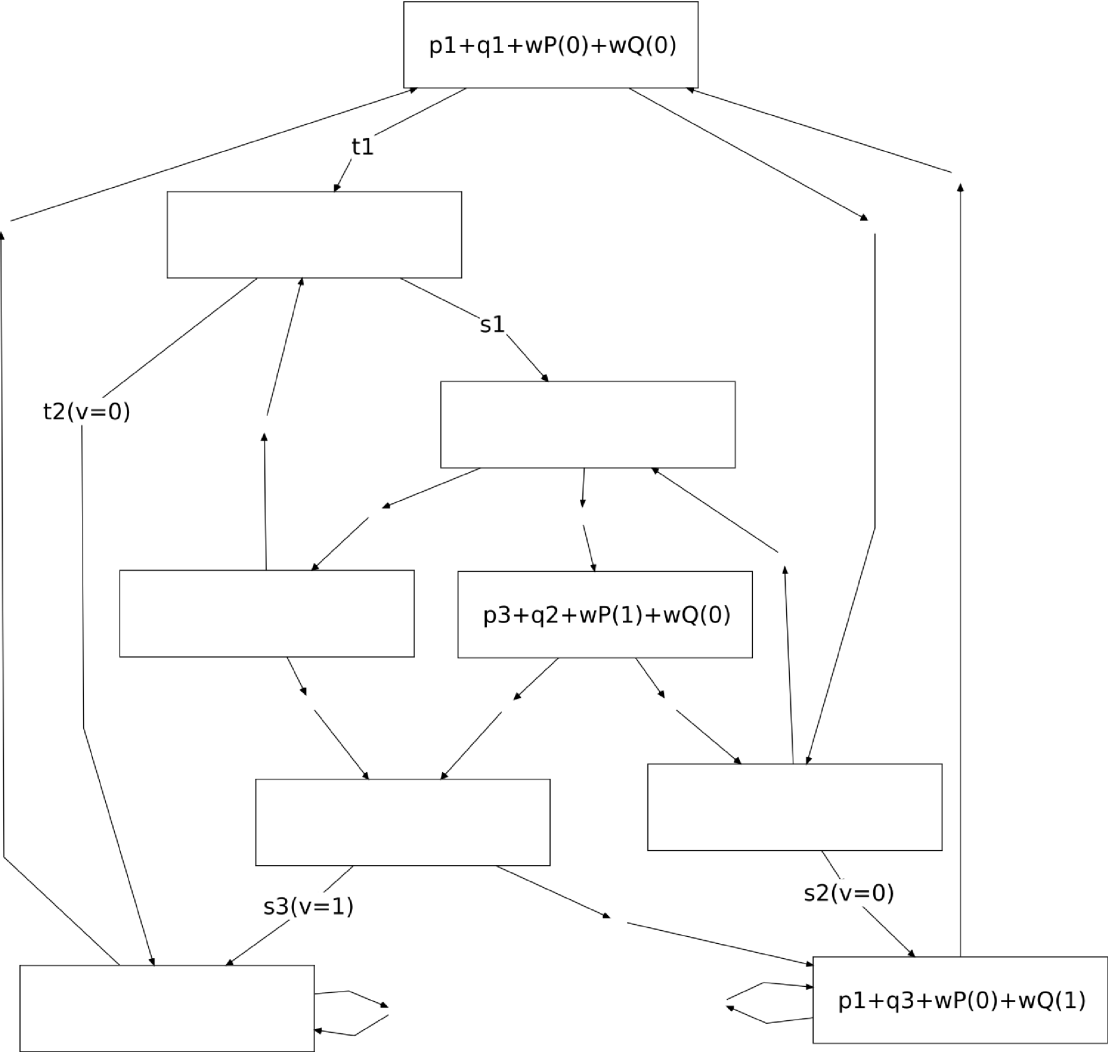 p1+q1+wP(0)+wQ(0)
t1
s1
t2(v=0)
p3+q2+wP(1)+wQ(0)
s2(v=0)
s3(v=1)
p1+q3+wP(0)+wQ(1)